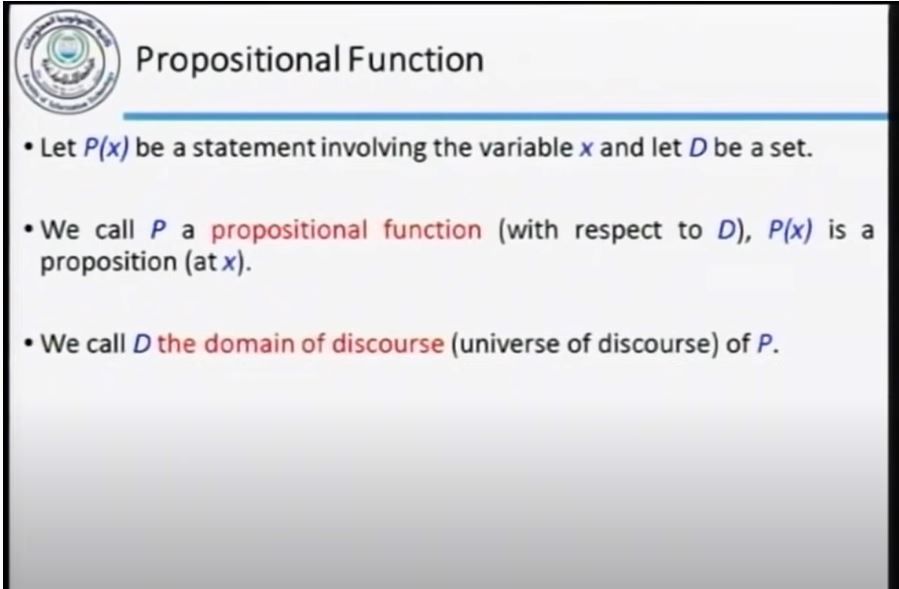 Propositional Function
• Let P(x) be a statement involving the variable x and let D be a set.
• We call P a propositional function (with respect to D), P(x) is a
proposition (at x).
• We call D the domain of discourse (universe of discourse) of P.